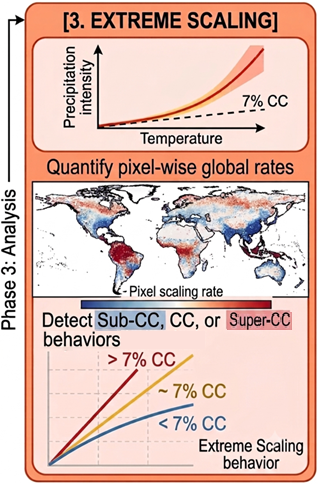 [3. EXTREME SCALING]
Precipitation
intensity
7% CC
Temperature
Quantify pixel-wise global rates
Pixel scaling rate
Detect Sub-CC, CC, or Super-CC
behaviors
> 7% CC
~ 7% CC
< 7% CC
Extreme Scaling
behavior
Phase 3: Analysis